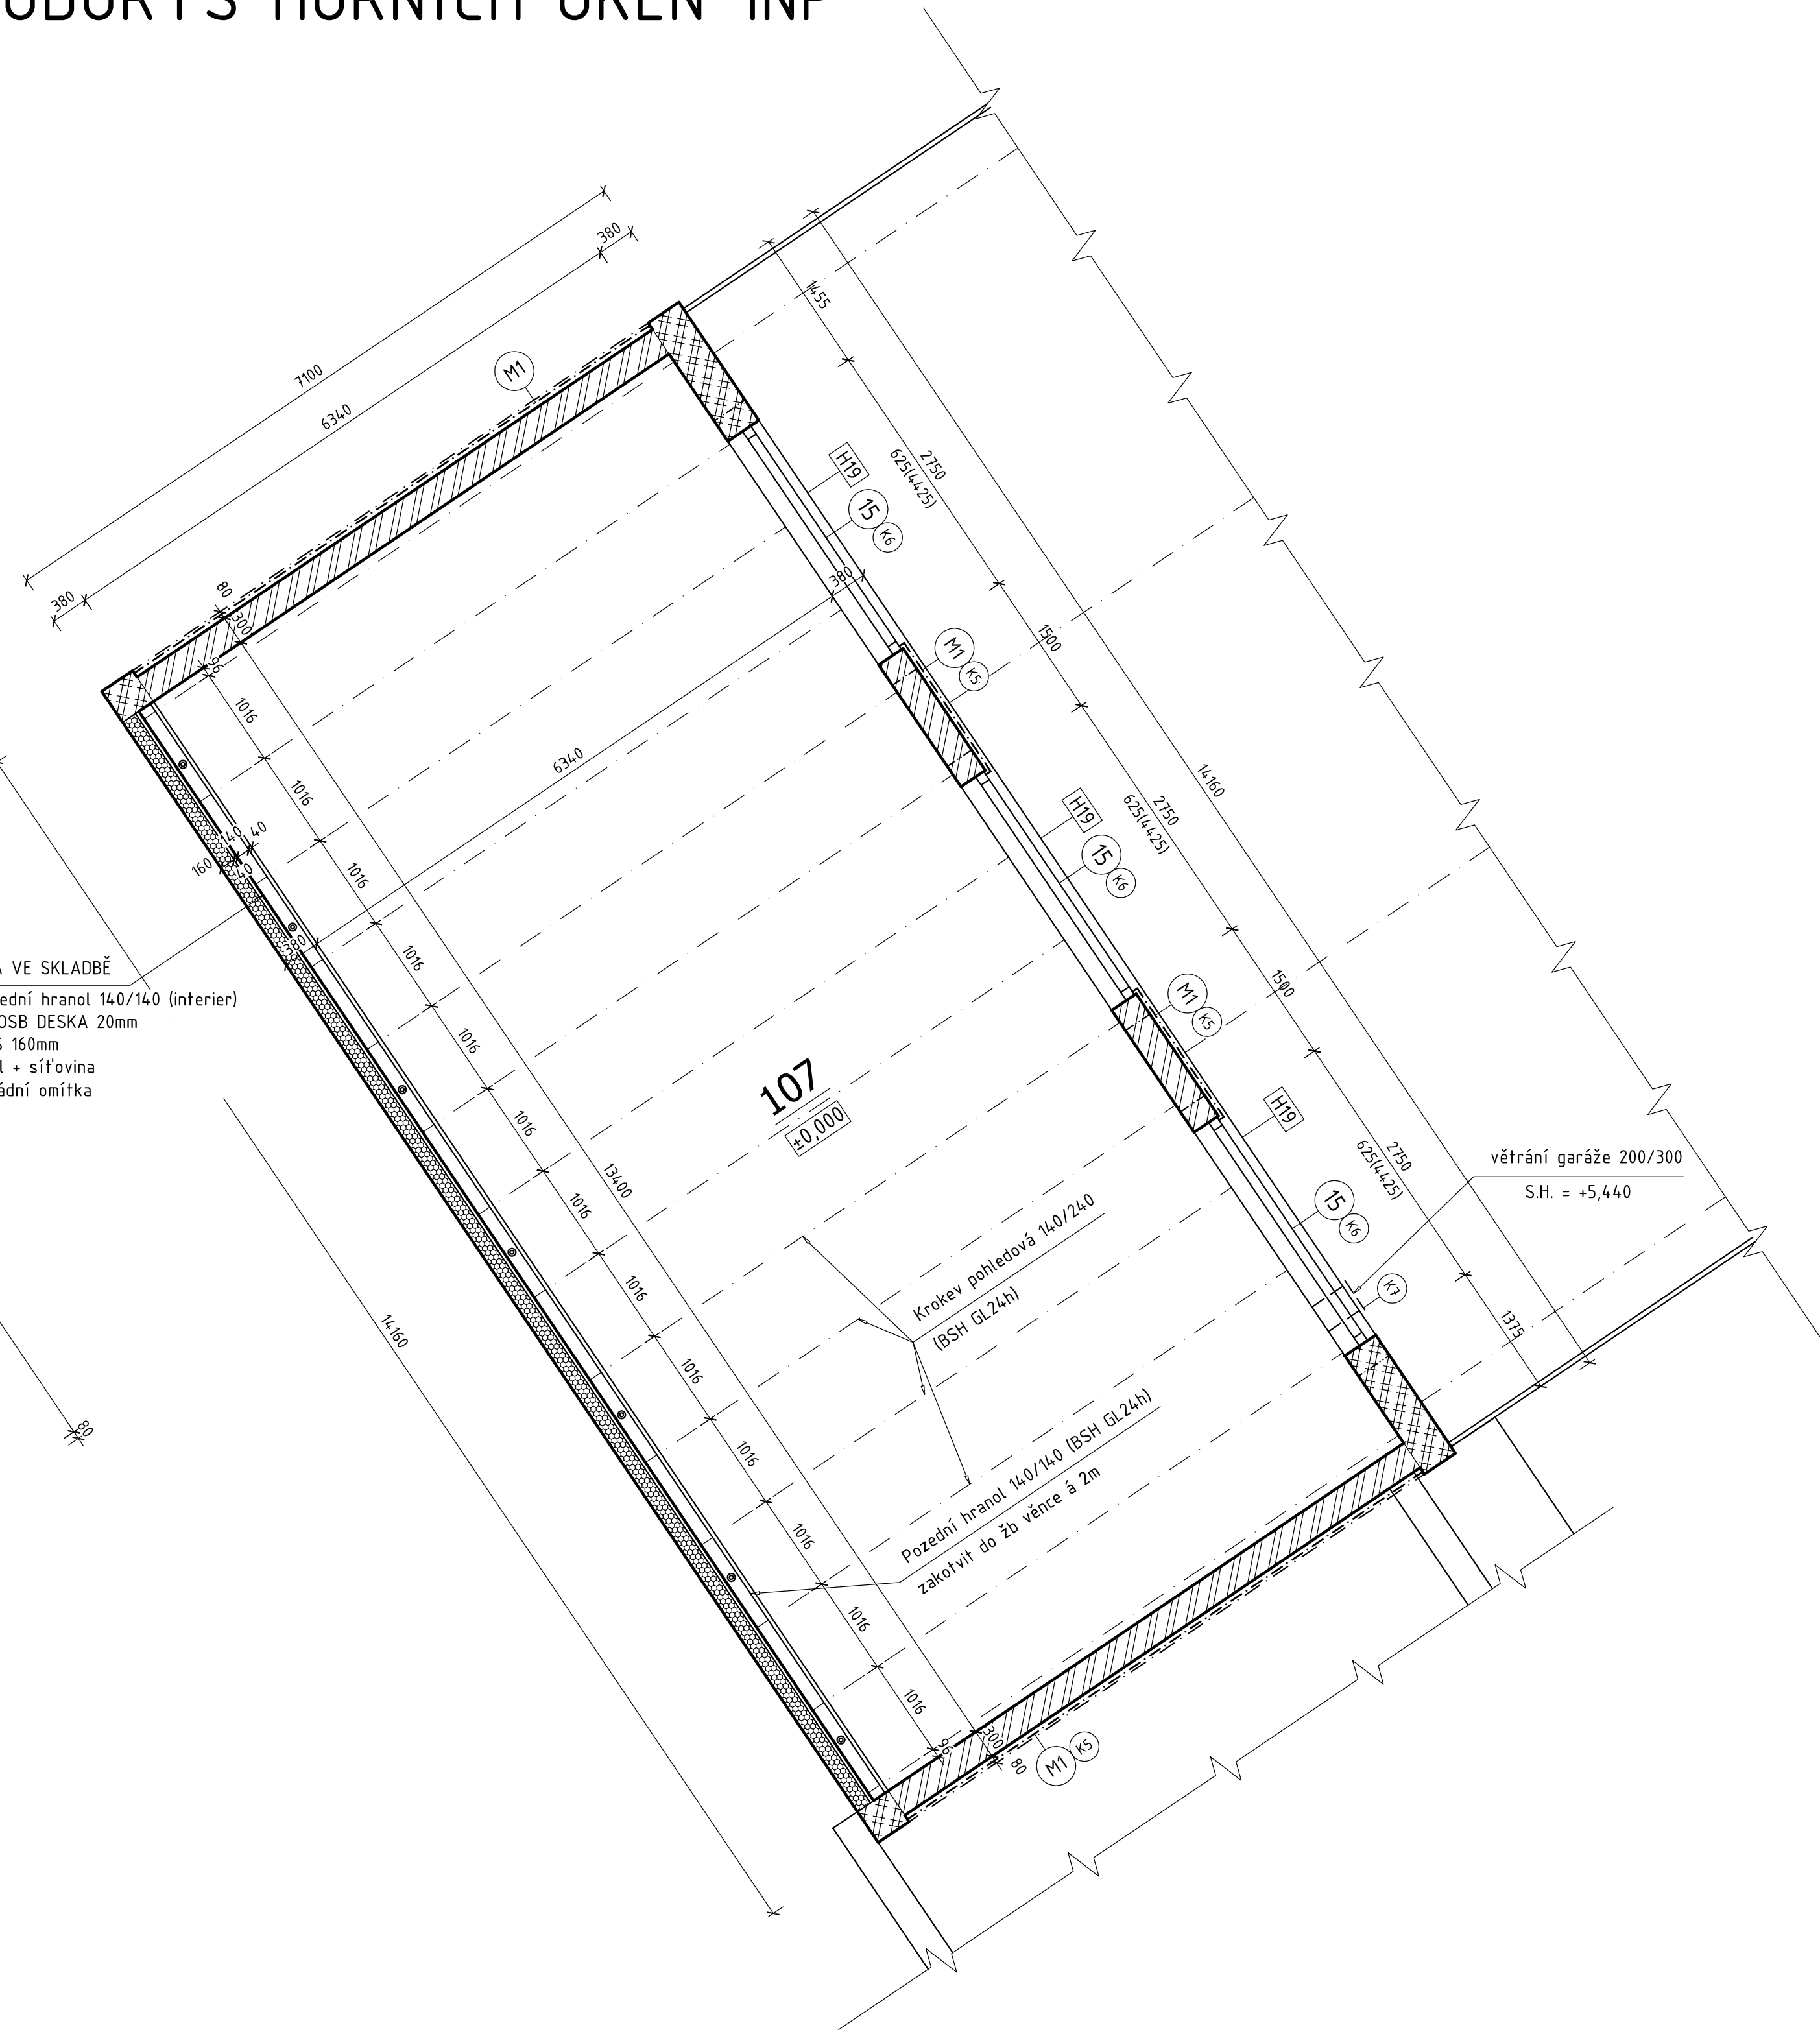 7100
380
6340
380
M1
80
300
96
1016
1016
1016
1016
1016
1016
1016
1016
1016
1016
1016
1016
1016
96
300
80
13400
14160
80
6340
380
380
160
140
40
40
VE SKLADBĚ
hranol 140/140 (interier)
OSB DESKA 20mm
160mm
+ síťovina
omítka
107
±0,000
Krokev pohledová 140/240
(BSH GL24h)
Pozední hranol 140/140 (BSH GL24h)
zakotvit do žb věnce á 2m
1455
2750
625(4425)
1500
2750
625(4425)
1500
2750
625(4425)
1375
14160
H19
15
K6
M1
K5
H19
15
K6
M1
K5
H19
15
K6
K7
větrání garáže 200/300
S.H. = +5,440
M1
K5